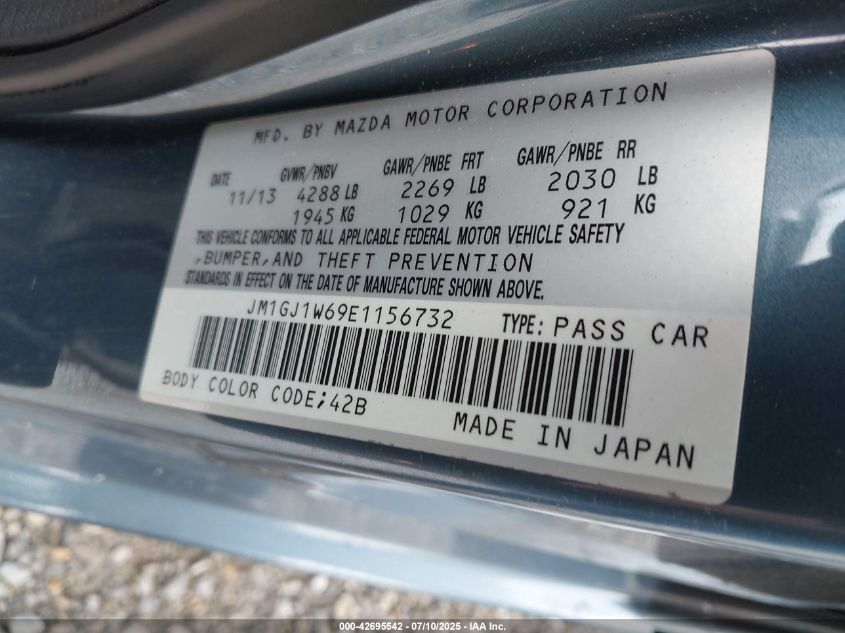 MFD. BY MAZDA MOTOR CORPORATION
DATE GVWR/PNBV GAWR/PNBE FRT GAWR/PNBE RR
11/13 4288 LB 2269 LB 2030 LB
1945 KG 1029 KG 921 KG
THIS VEHICLE CONFORMS TO ALL APPLICABLE FEDERAL MOTOR VEHICLE SAFETY
,BUMPER,AND THEFT PREVENTION
STANDARDS IN EFFECT ON THE DATE OF MANUFACTURE SHOWN ABOVE.
JM1GJ1W69E1156732 TYPE: PASS CAR
BODY COLOR CODE;42B
MADE IN JAPAN
000-42695542 - 07/10/2025 - IAA Inc.